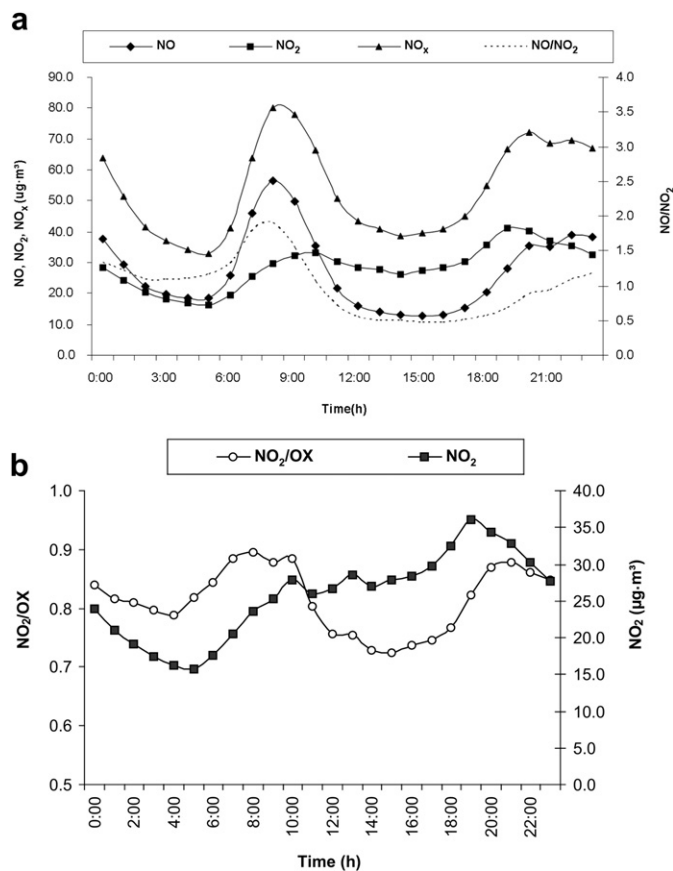 a
NO NO₂ NOₓ NO/NO₂
90.0 4.0
80.0 3.5
70.0 3.0
60.0 2.5
50.0 2.0
40.0 1.5
30.0 1.0
20.0 0.5
10.0 0.0
0.0
NO, NO₂, NOₓ (ug·m³)
NO/NO₂
0:00 3:00 6:00 9:00 12:00 15:00 18:00 21:00
Time(h)
b
NO₂/OX NO₂
1.0 40.0
35.0
0.9 30.0
0.8 25.0
20.0
0.7 15.0
0.6 10.0
5.0
0.5 0.0
NO₂/OX
NO₂ (µg·m³)
0:00 2:00 4:00 6:00 8:00 10:00 12:00 14:00 16:00 18:00 20:00 22:00
Time (h)